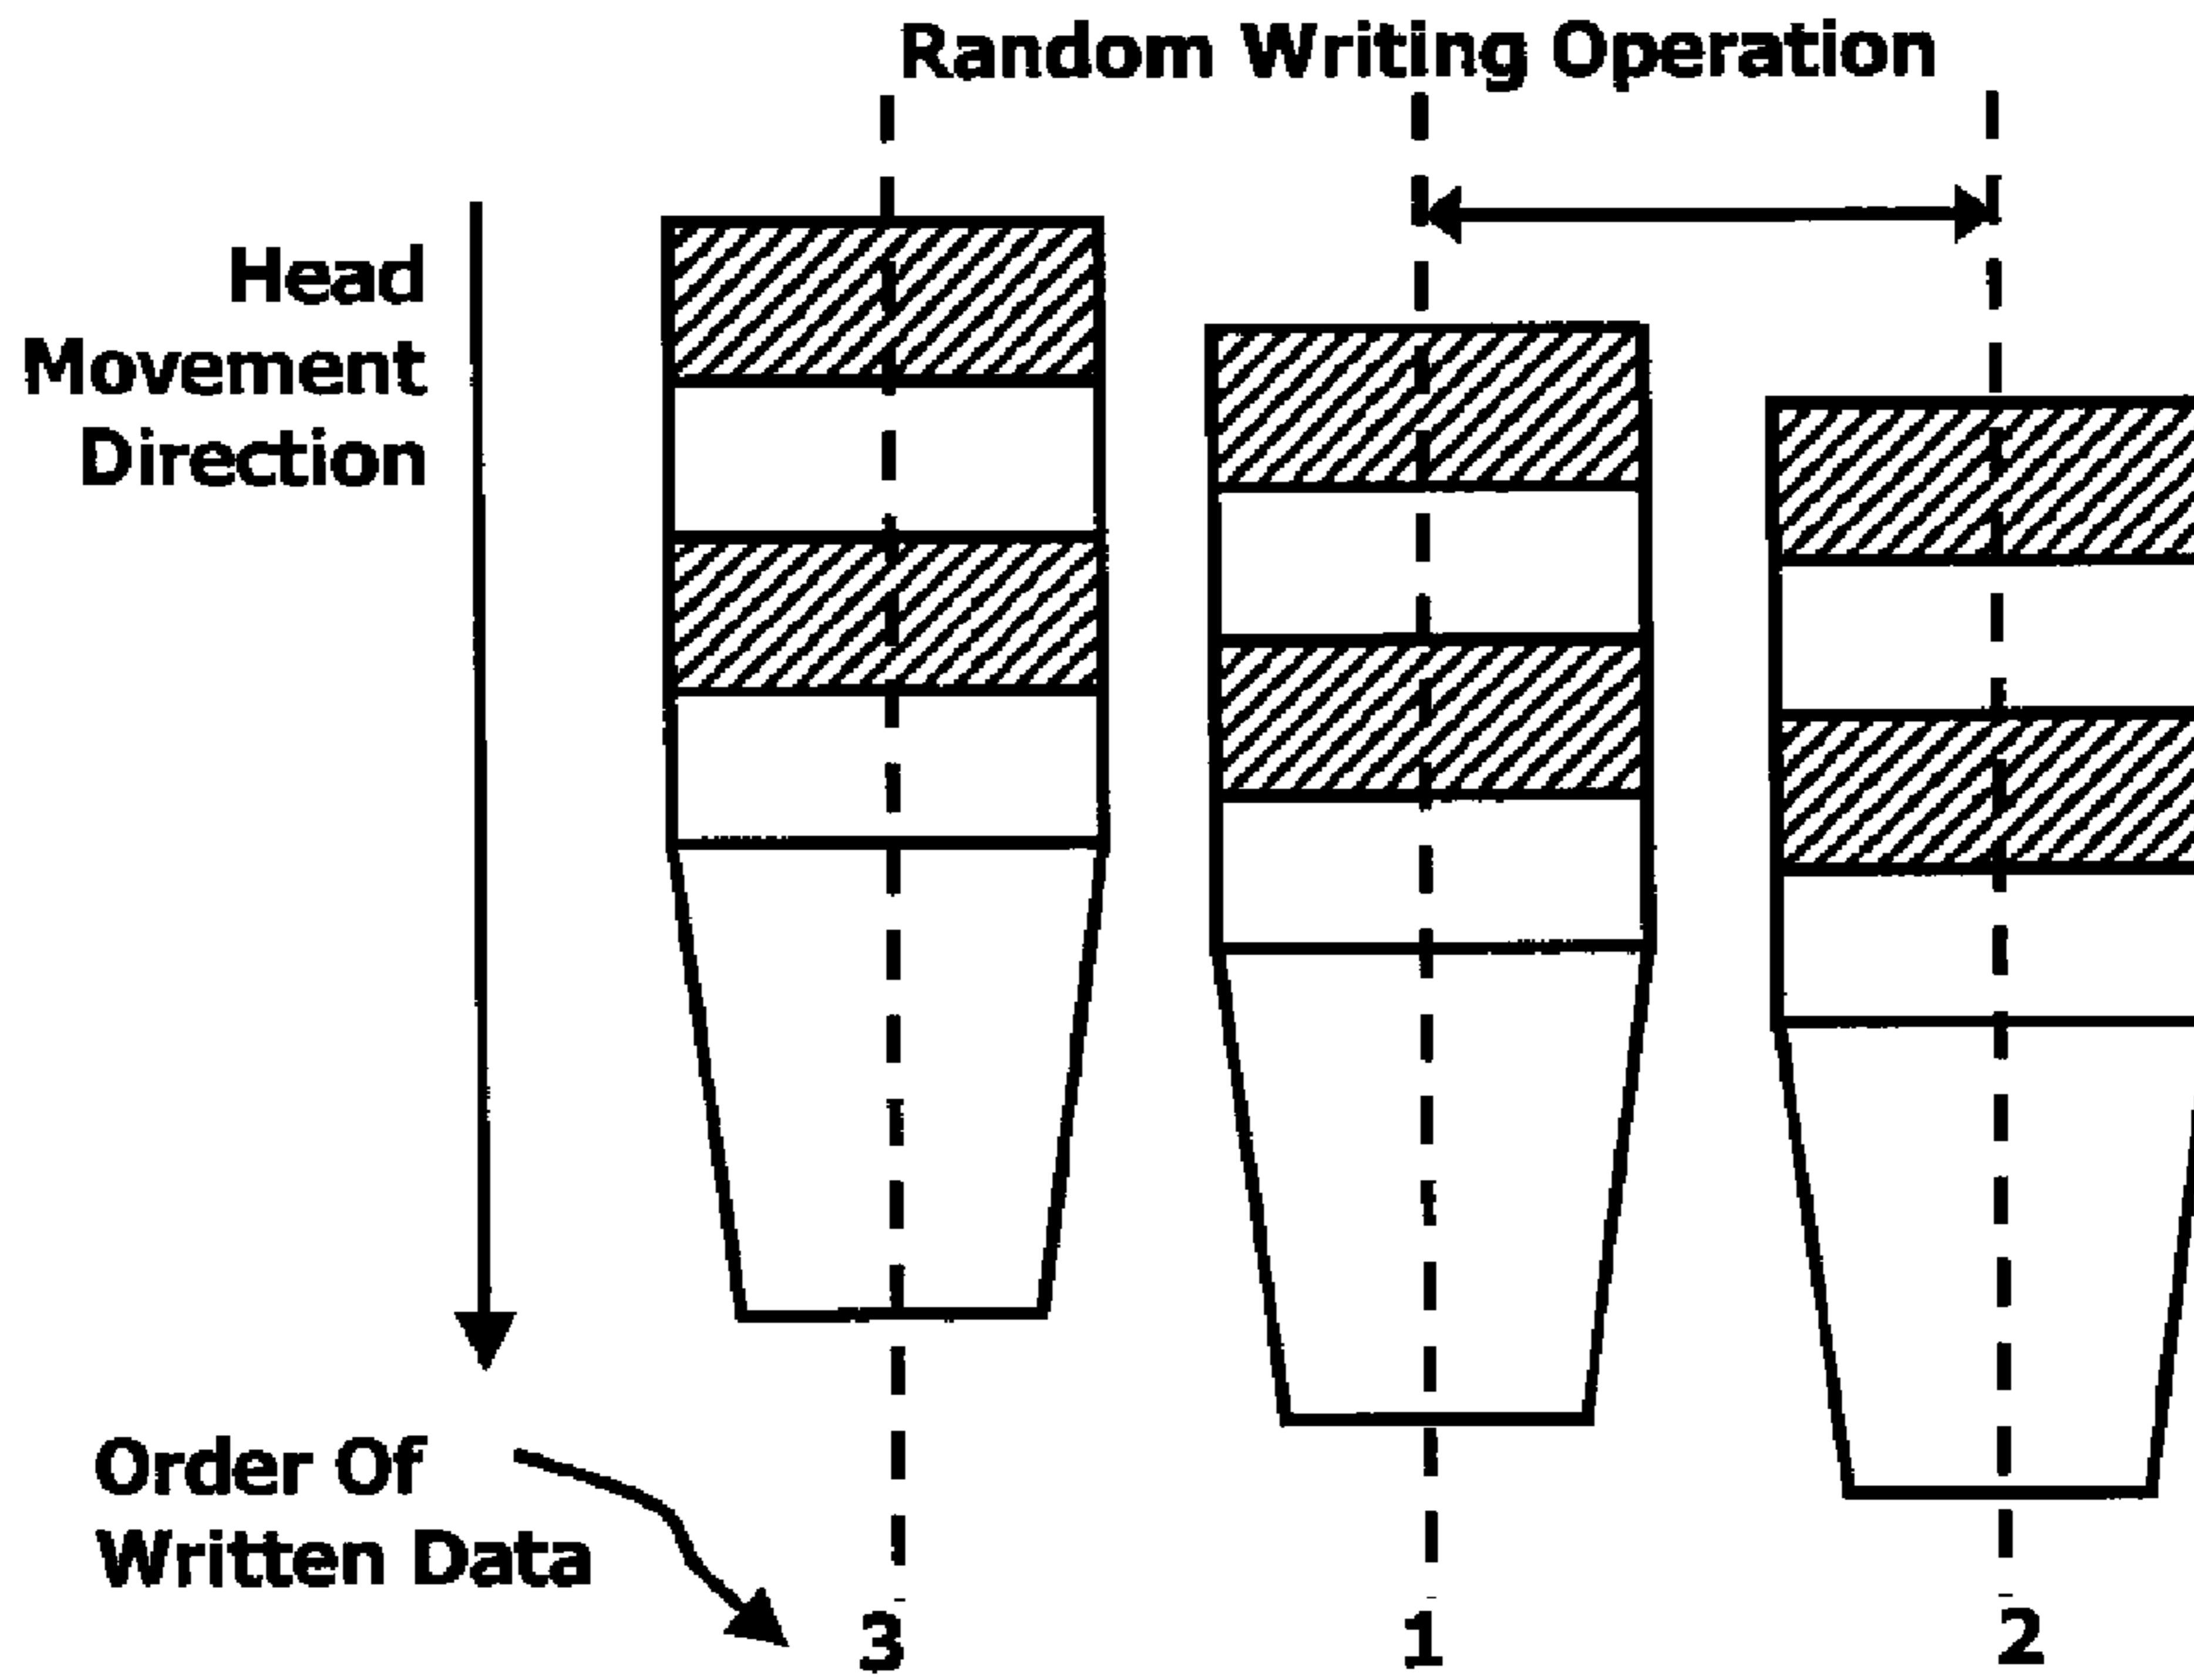 Random Writing Operation
Head
Movement
Direction
Order Of
Written Data
3
1
2